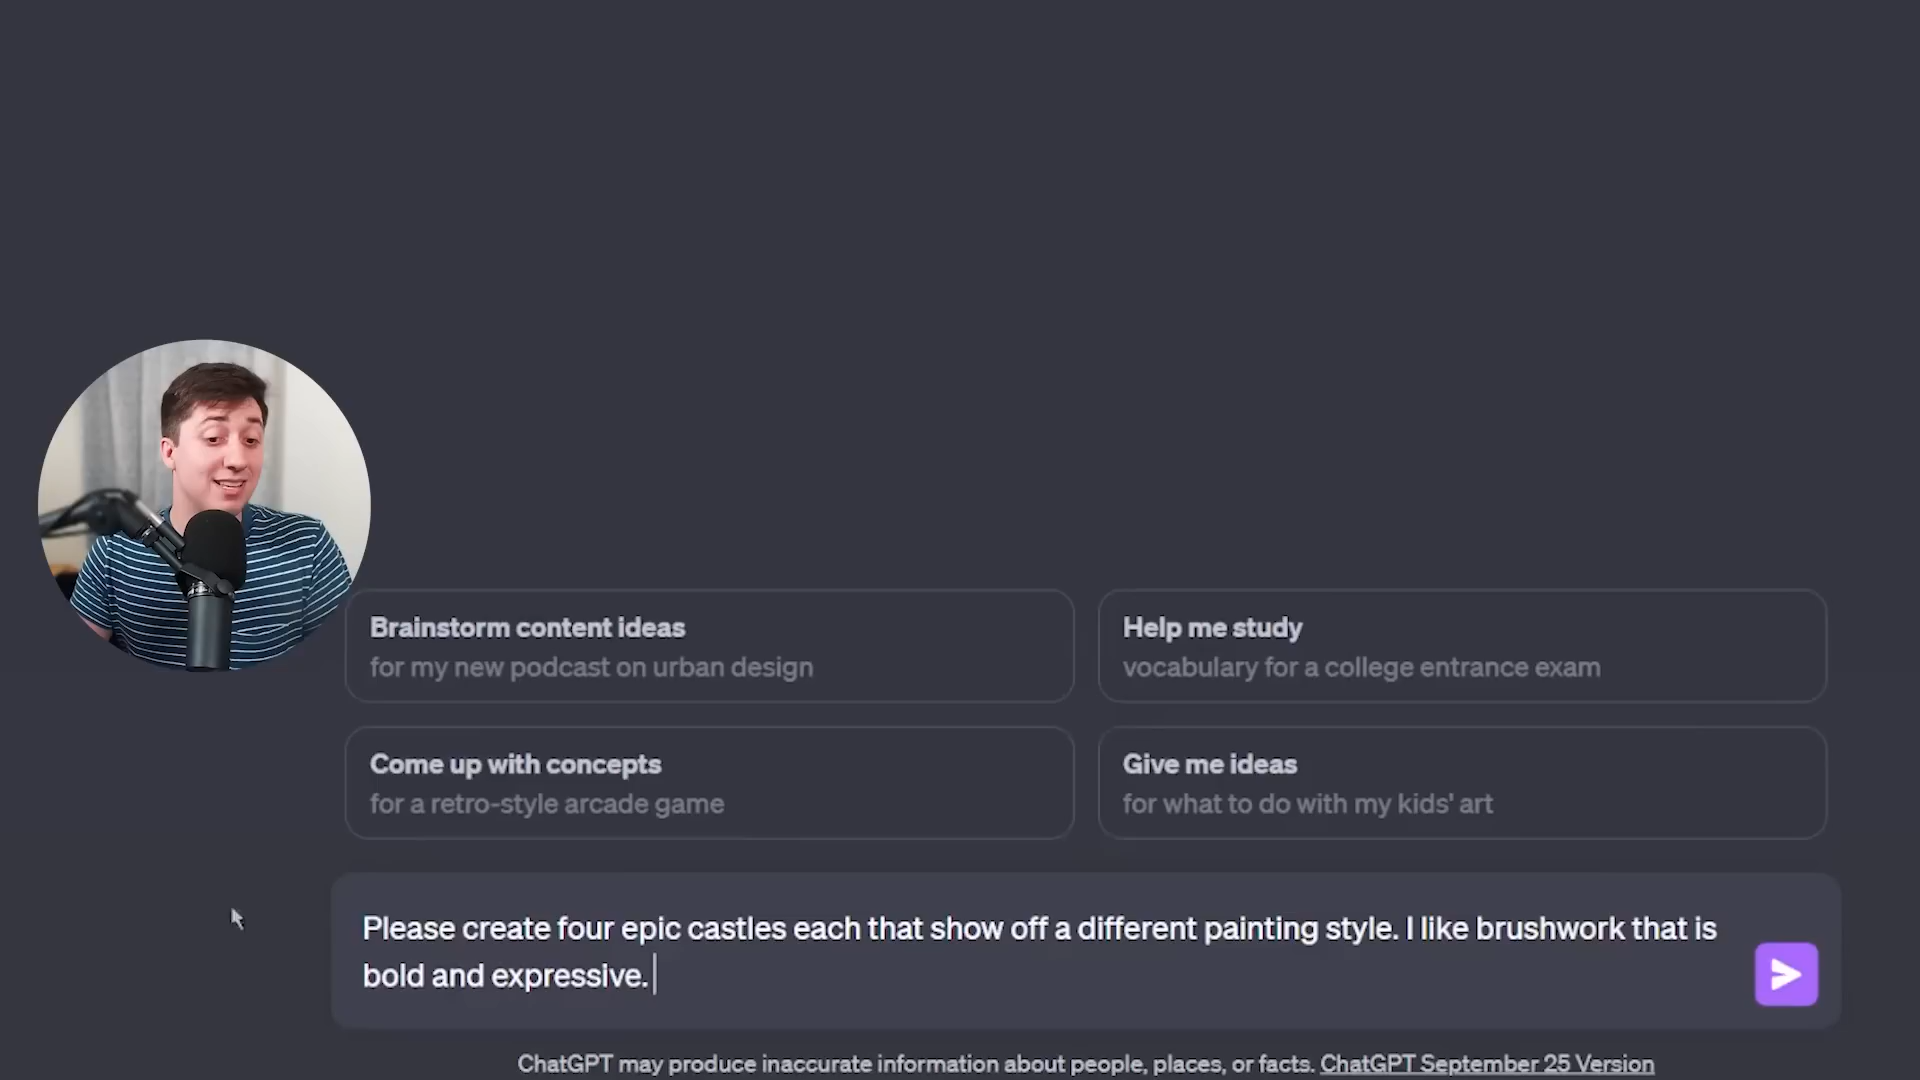 Brainstorm content ideas
for my new podcast on urban design
Help me study
vocabulary for a college entrance exam
Come up with concepts
for a retro-style arcade game
Give me ideas
for what to do with my kids' art
Please create four epic castles each that show off a different painting style. I like brushwork that is
bold and expressive.
ChatGPT may produce inaccurate information about people, places, or facts. ChatGPT September 25 Version